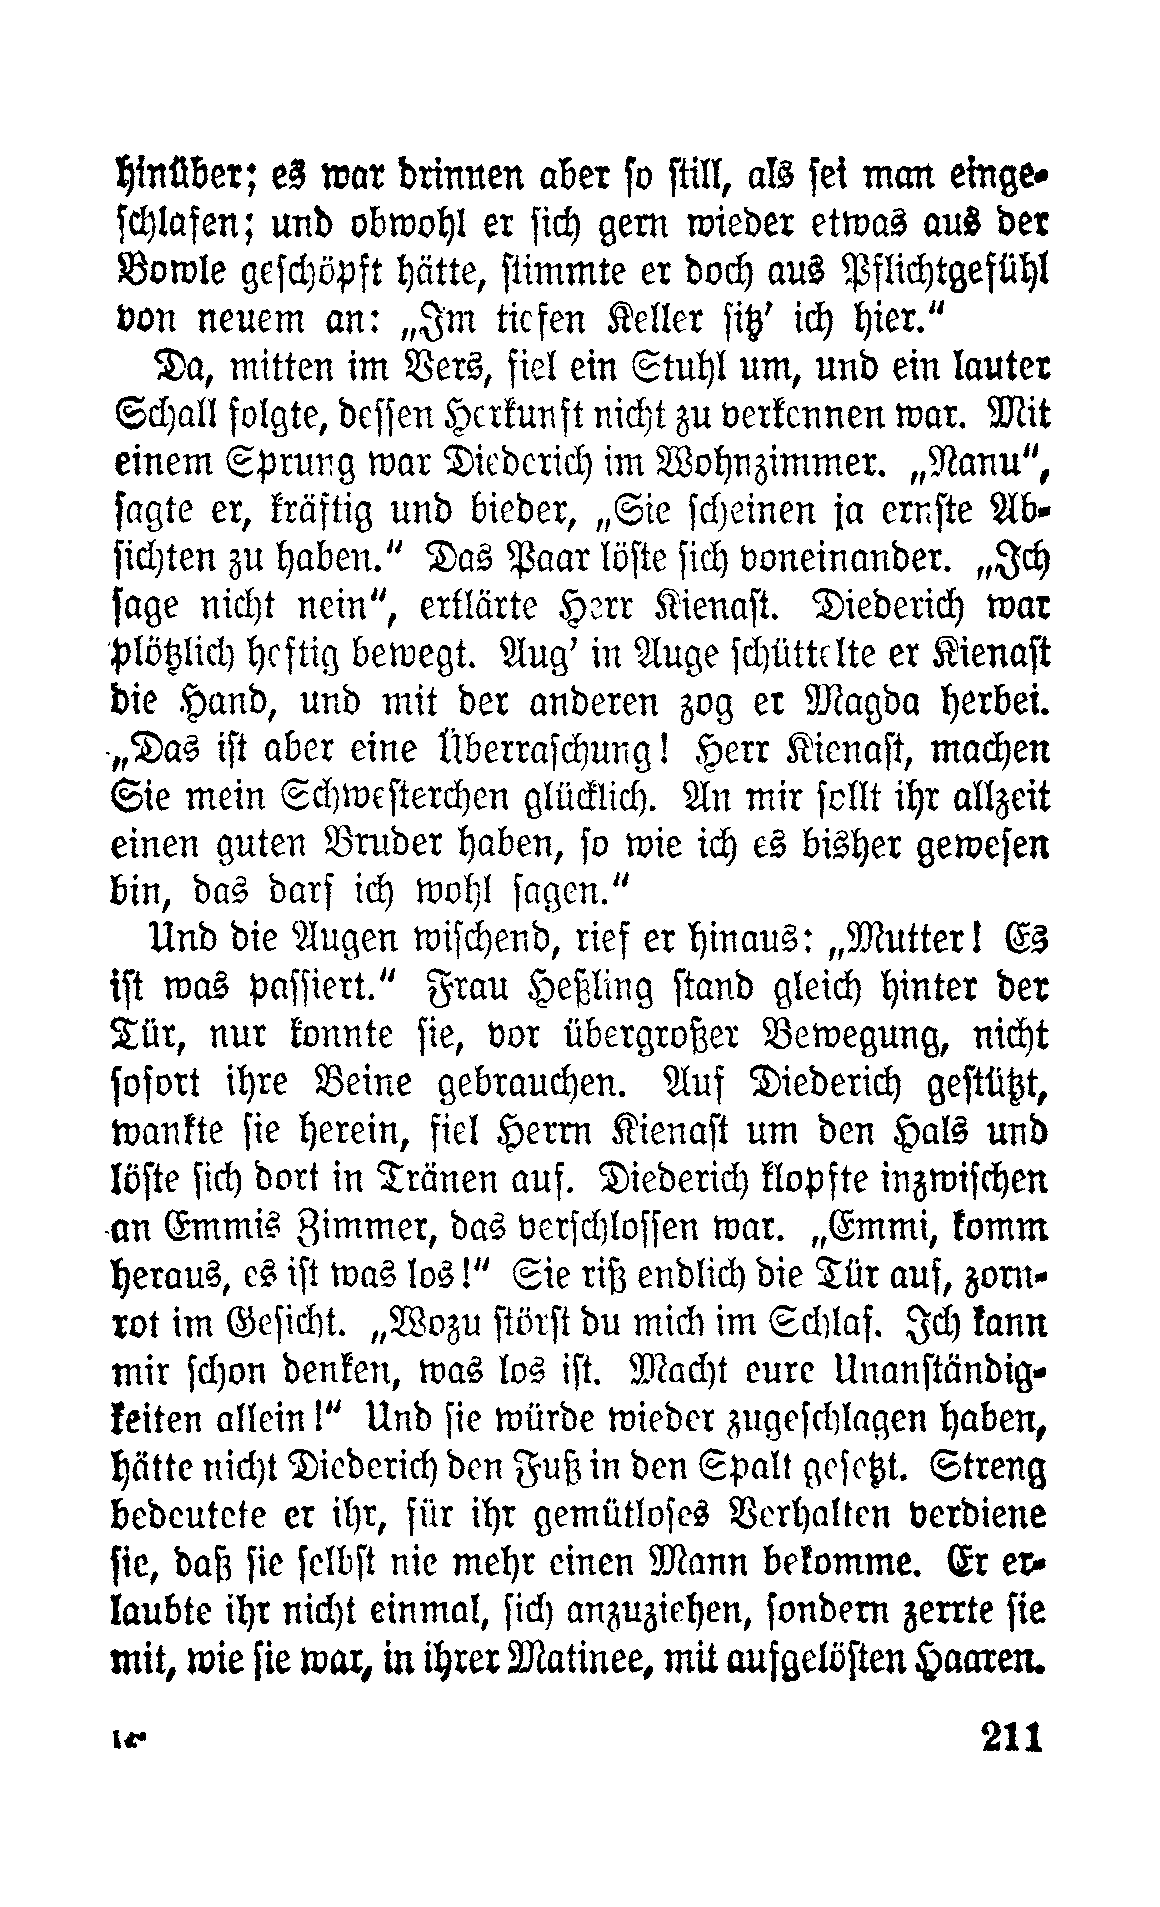 hinüber; es war drinnen aber ſo ſtill, als ſei man einge-
ſchlafen; und obwohl er ſich gern wieder etwas aus der
Bowle geſchöpft hätte, ſtimmte er doch aus Pflichtgefühl
von neuem an: „Im tiefen Keller ſitz’ ich hier.“
Da, mitten im Vers, fiel ein Stuhl um, und ein lauter
Schall folgte, deſſen Herkunft nicht zu verkennen war. Mit
einem Sprung war Diederich im Wohnzimmer. „Nanu“,
ſagte er, kräftig und bieder, „Sie ſcheinen ja ernſte Ab-
ſichten zu haben.“ Das Paar löſte ſich voneinander. „Ich
ſage nicht nein“, erklärte Herr Kienaſt. Diederich war
plötzlich heftig bewegt. Aug’ in Auge ſchüttelte er Kienaſt
die Hand, und mit der anderen zog er Magda herbei.
„Das iſt aber eine Überraſchung! Herr Kienaſt, machen
Sie mein Schweſterchen glücklich. An mir ſollt ihr allzeit
einen guten Bruder haben, ſo wie ich es bisher geweſen
bin, das darf ich wohl ſagen.“
Und die Augen wiſchend, rief er hinaus: „Mutter! Es
iſt was paſſiert.“ Frau Heßling ſtand gleich hinter der
Tür, nur konnte ſie, vor übergroßer Bewegung, nicht
ſofort ihre Beine gebrauchen. Auf Diederich geſtützt,
wankte ſie herein, fiel Herrn Kienaſt um den Hals und
löſte ſich dort in Tränen auf. Diederich klopfte inzwiſchen
an Emmis Zimmer, das verſchloſſen war. „Emmi, komm
heraus, es iſt was los!“ Sie riß endlich die Tür auf, zorn-
rot im Geſicht. „Wozu ſtörſt du mich im Schlaf. Ich kann
mir ſchon denken, was los iſt. Macht eure Unanſtändig-
keiten allein!“ Und ſie würde wieder zugeſchlagen haben,
hätte nicht Diederich den Fuß in den Spalt geſetzt. Streng
bedeutete er ihr, für ihr gemütloſes Verhalten verdiene
ſie, daß ſie ſelbſt nie mehr einen Mann bekomme. Er er-
laubte ihr nicht einmal, ſich anzuziehen, ſondern zerrte ſie
mit, wie ſie war, in ihrer Matinee, mit aufgelöſten Haaren.
211